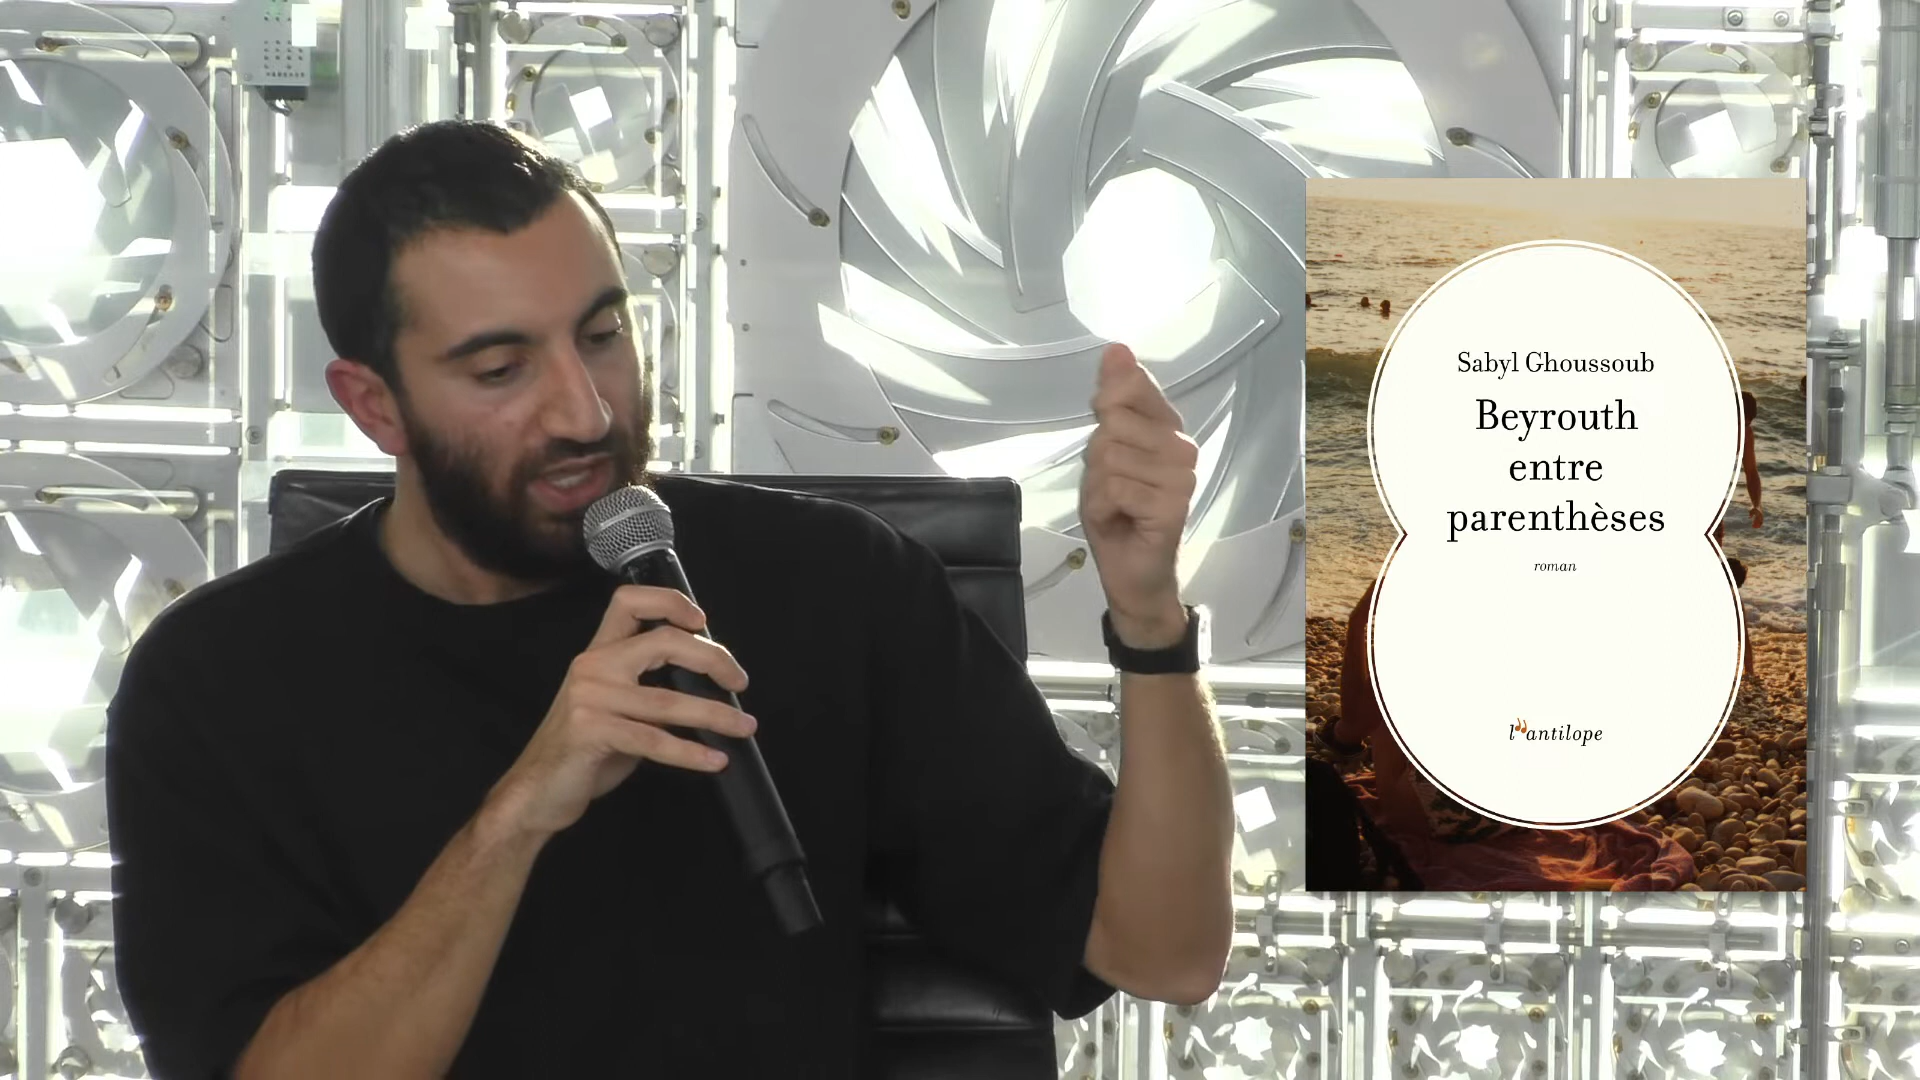 Sabyl Ghoussoub
Beyrouth
entre
parenthèses
roman
l'antilope